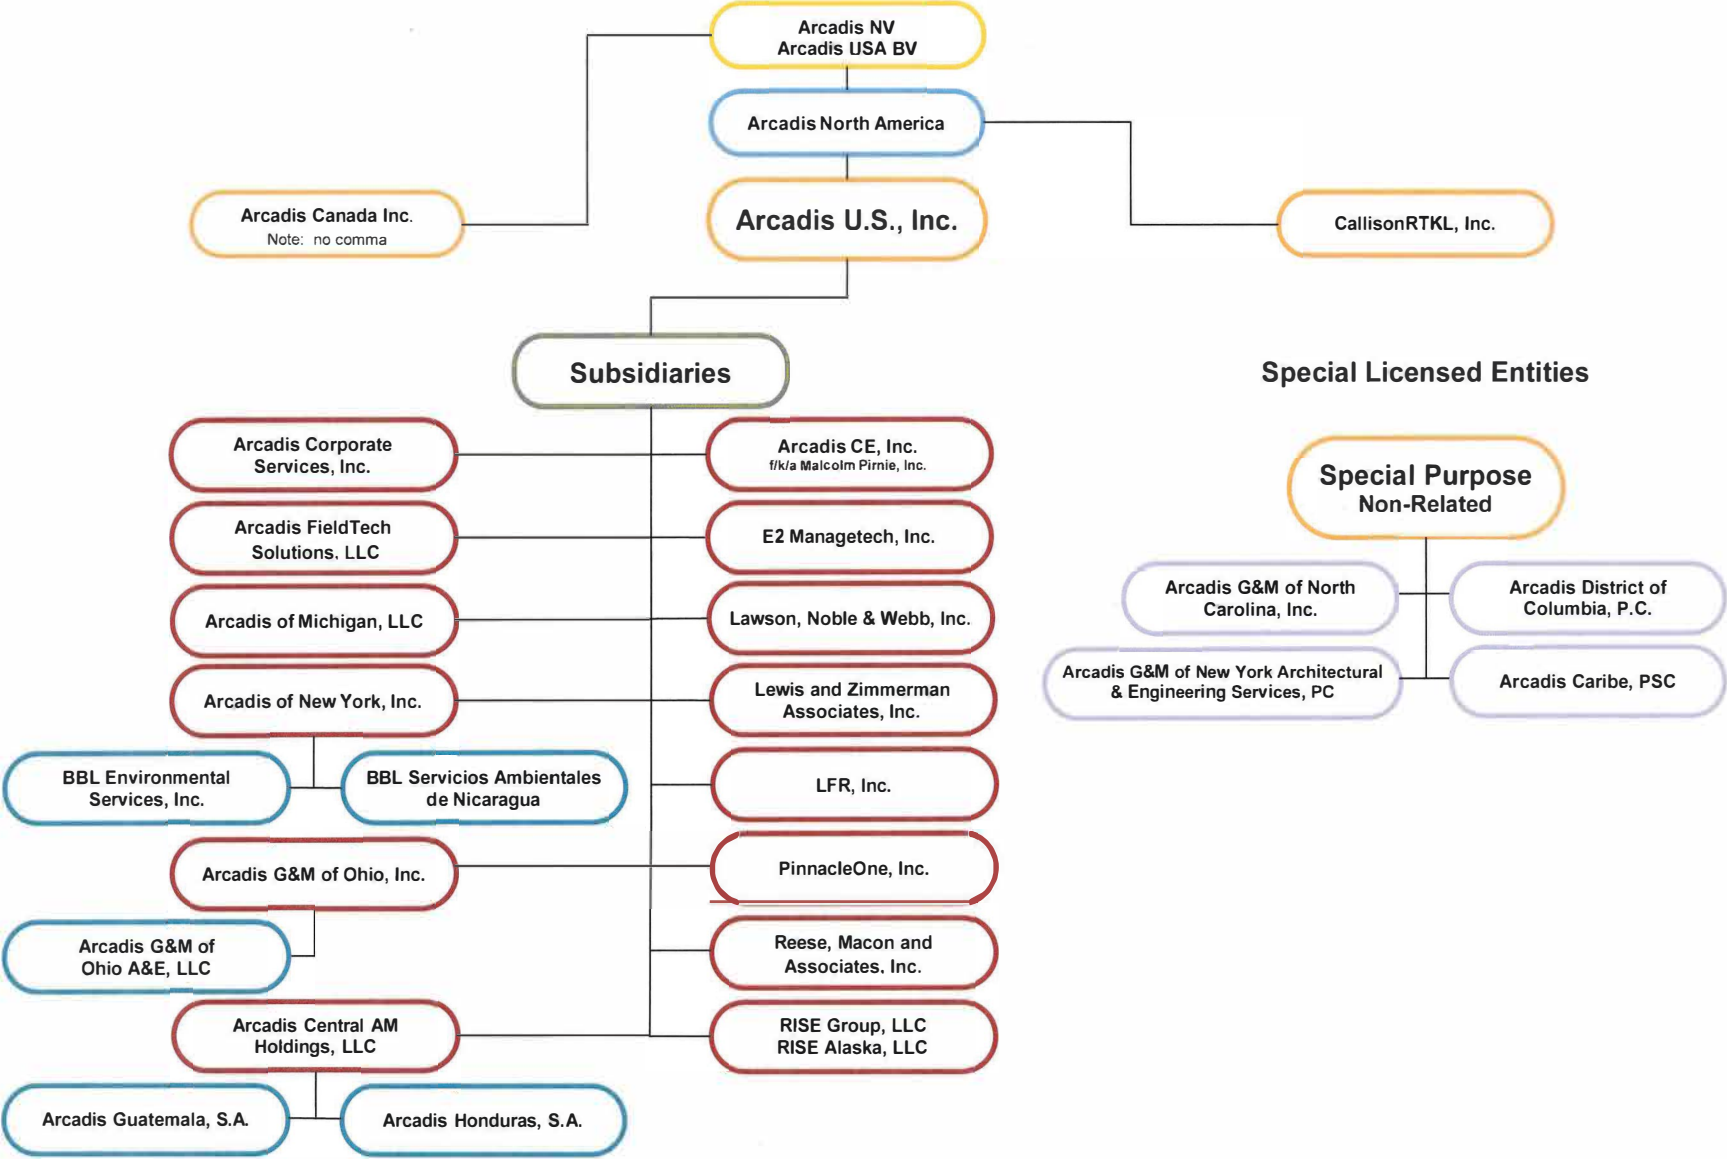 Arcadis NV
Arcadis USA BV
Arcadis North America
Arcadis Canada Inc.
Note: no comma
Arcadis U.S., Inc.
CallisonRTKL, Inc.
Subsidiaries
Special Licensed Entities
Arcadis Corporate
Services, Inc.
Arcadis CE, Inc.
f/k/a Malcolm Pirnie, Inc.
Special Purpose
Non-Related
Arcadis FieldTech
Solutions. LLC
E2 Managetech, Inc.
Arcadis G&M of North
Carolina, Inc.
Arcadis District of
Columbia, P.C.
Arcadis of Michigan, LLC
Lawson, Noble & Webb, Inc.
Arcadis G&M of New York Architectural
& Engineering Services, PC
Arcadis Caribe, PSC
Arcadis of New York, Inc.
Lewis and Zimmerman
Associates, Inc.
BBL Environmental
Services, Inc.
BBL Servicios Ambientales
de Nicaragua
LFR, Inc.
Arcadis G&M of Ohio, Inc.
PinnacleOne, Inc.
Arcadis G&M of
Ohio A&E, LLC
Reese, Macon and
Associates. Inc.
Arcadis Central AM
Holdings, LLC
RISE Group, LLC
RISE Alaska, LLC
Arcadis Guatemala, S.A.
Arcadis Honduras, S.A.